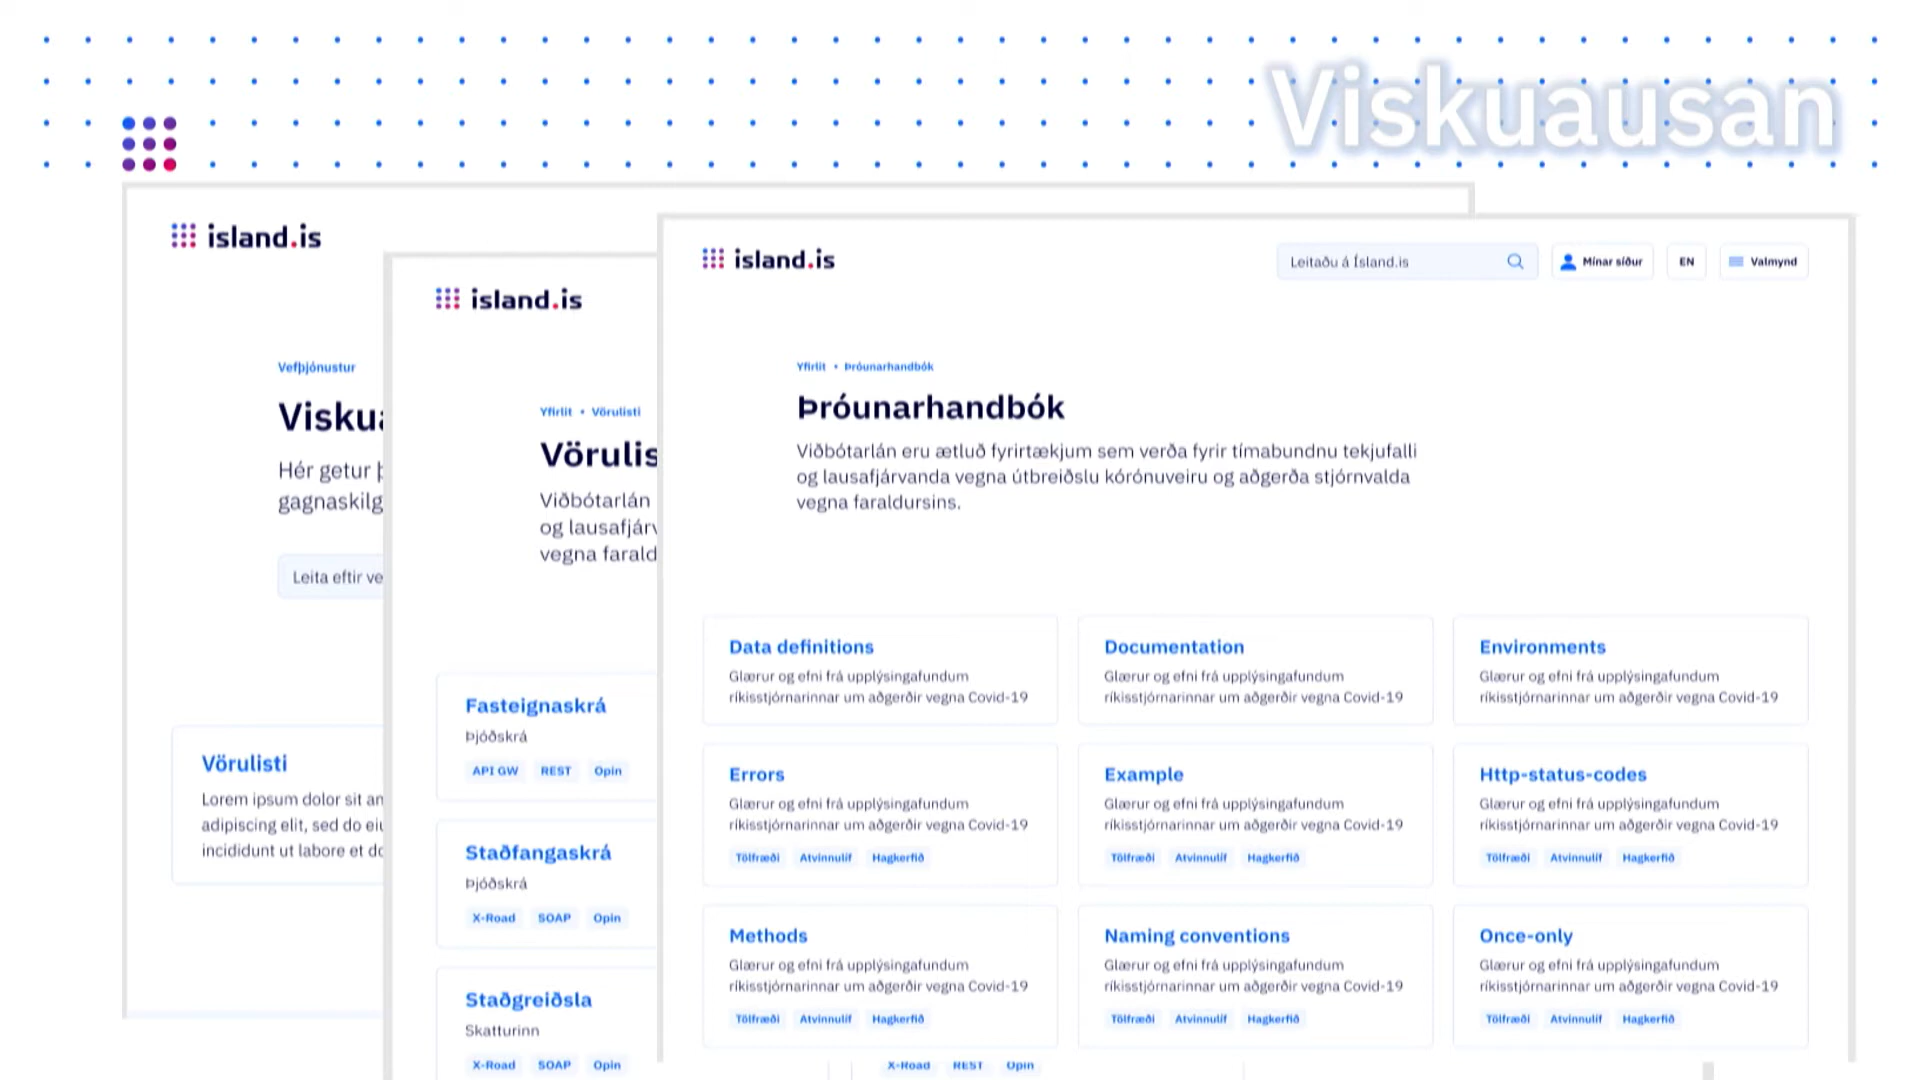 Viskuausan
island.is
Vefþjónustur
Hér getur
gagnaskilg
Leita eftir ve
Vörulisti
Lorem ipsum dolor sit am
adipiscing elit, sed do eiu
incididunt ut labore et do
island.is
Yfirlit • Vörulisti
Vörulis
Viðbótarlán
og lausafjárv
vegna farald
Fasteignaskrá
Þjóðskrá
API GW REST Opin
Staðfangaskrá
Þjóðskrá
X-Road SOAP Opin
Staðgreiðsla
Skatturinn
X-Road SOAP Opin
island.is
Leitaðu á Ísland.is
Mínar síður
EN
Valmynd
Yfirlit • Þróunarhandbók
Þróunarhandbók
Viðbótarlán eru ætluð fyrirtækjum sem verða fyrir tímabundnu tekjufalli
og lausafjárvanda vegna útbreiðslu kórónuveiru og aðgerða stjórnvalda
vegna faraldursins.
Data definitions
Glærur og efni frá upplýsingafundum
ríkisstjórnarinnar um aðgerðir vegna Covid-19
Documentation
Glærur og efni frá upplýsingafundum
ríkisstjórnarinnar um aðgerðir vegna Covid-19
Environments
Glærur og efni frá upplýsingafundum
ríkisstjórnarinnar um aðgerðir vegna Covid-19
Errors
Glærur og efni frá upplýsingafundum
ríkisstjórnarinnar um aðgerðir vegna Covid-19
Tölfræði Atvinnulíf Hagkerfið
Example
Glærur og efni frá upplýsingafundum
ríkisstjórnarinnar um aðgerðir vegna Covid-19
Tölfræði Atvinnulíf Hagkerfið
Http-status-codes
Glærur og efni frá upplýsingafundum
ríkisstjórnarinnar um aðgerðir vegna Covid-19
Tölfræði Atvinnulíf Hagkerfið
Methods
Glærur og efni frá upplýsingafundum
ríkisstjórnarinnar um aðgerðir vegna Covid-19
Tölfræði Atvinnulíf Hagkerfið
Naming conventions
Glærur og efni frá upplýsingafundum
ríkisstjórnarinnar um aðgerðir vegna Covid-19
Tölfræði Atvinnulíf Hagkerfið
Once-only
Glærur og efni frá upplýsingafundum
ríkisstjórnarinnar um aðgerðir vegna Covid-19
Tölfræði Atvinnulíf Hagkerfið
X-Road REST Opin